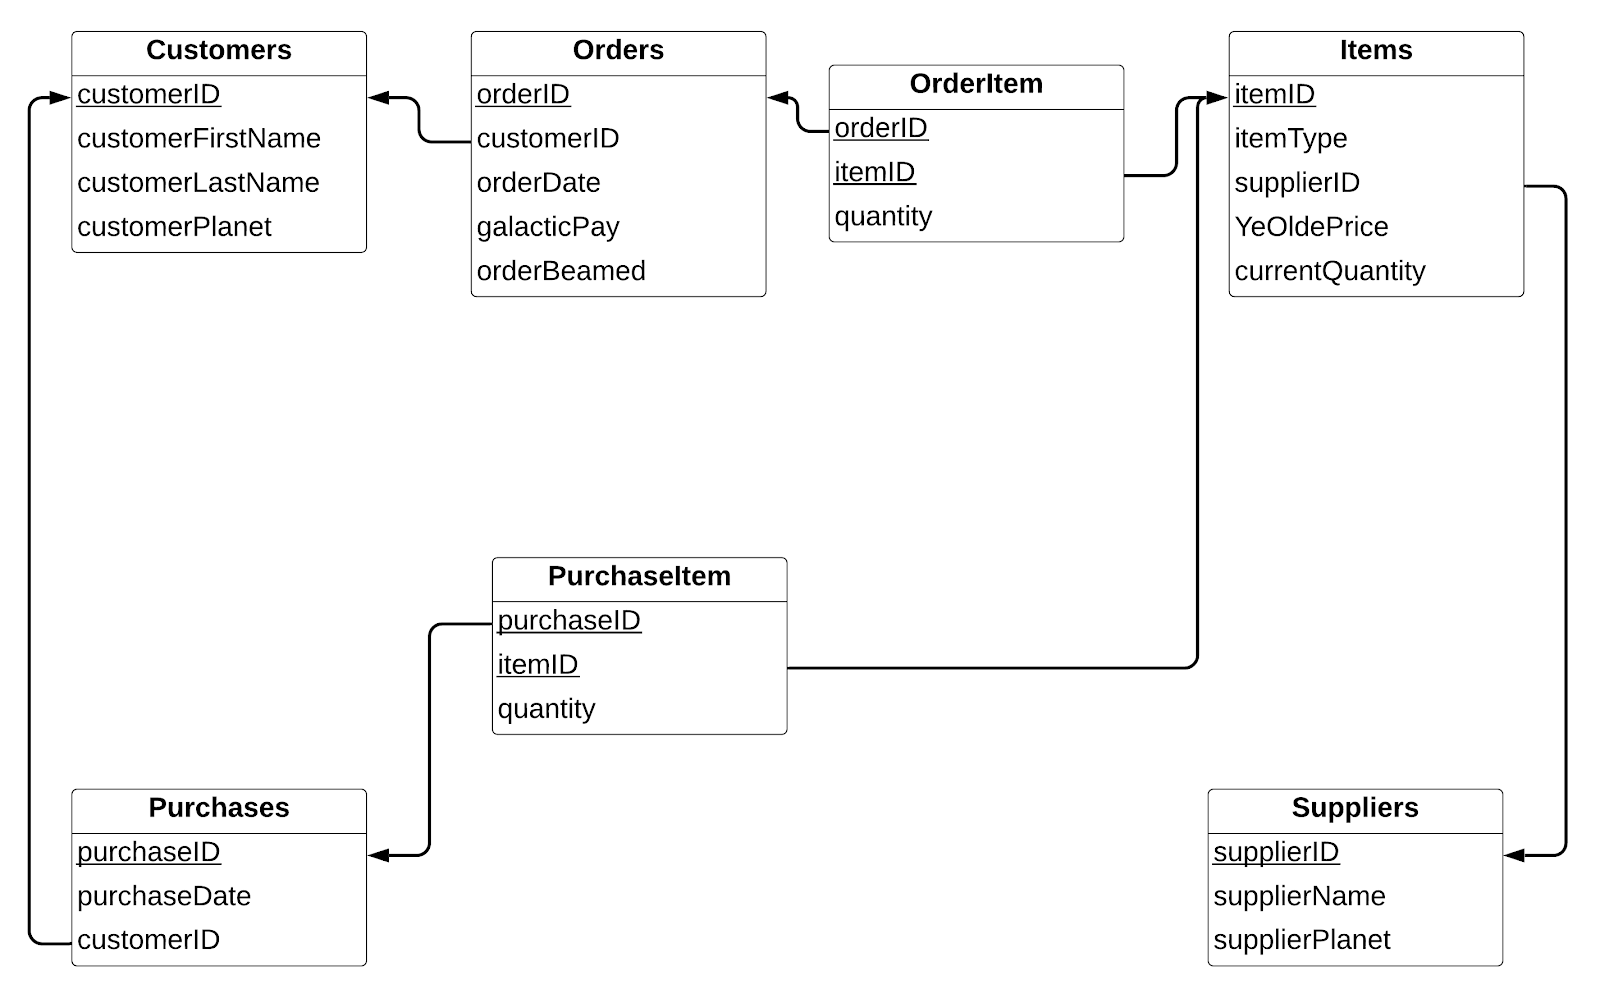 Customers
customerID
customerFirstName
customerLastName
customerPlanet
Orders
orderID
customerID
orderDate
galacticPay
orderBeamed
OrderItem
orderID
itemID
quantity
Items
itemID
itemType
supplierID
YeOldePrice
currentQuantity
PurchaseItem
purchaseID
itemID
quantity
Purchases
purchaseID
purchaseDate
customerID
Suppliers
supplierID
supplierName
supplierPlanet